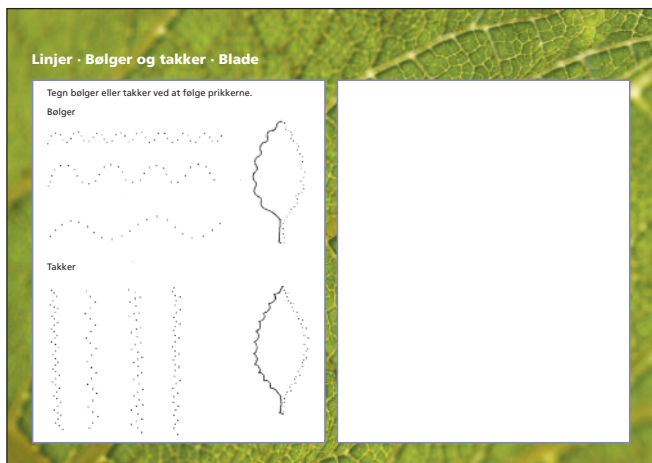 Linjer · Bølger og takker · Blade
Tegn bølger eller takker ved at følge prikkerne.
Bølger
Takker